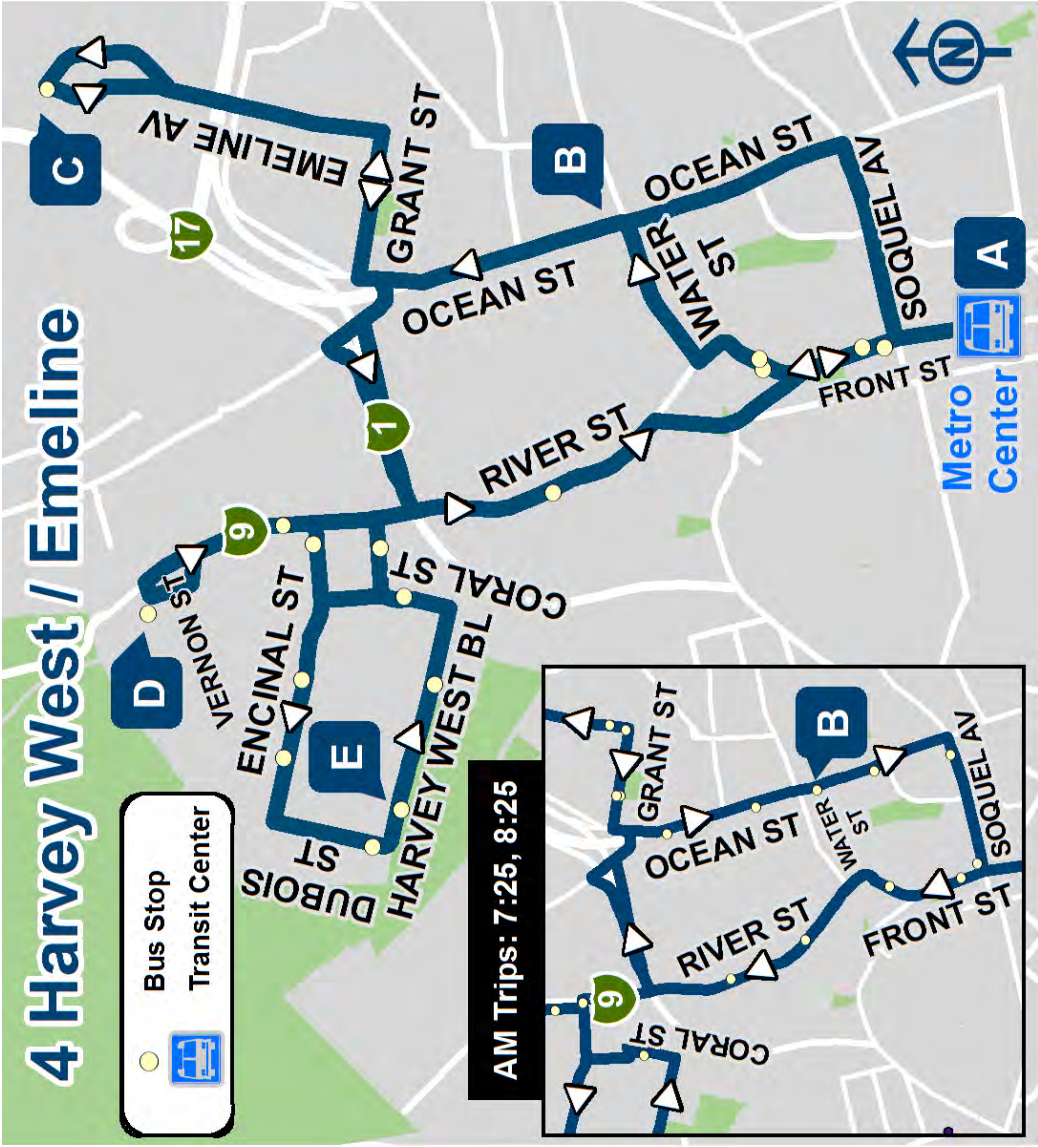 4 Harvey West / Emeline
Bus Stop
Transit Center
C
EMELINE AV
GRANT ST
17
N
B
OCEAN ST
OCEAN ST
WATER
ST
SOQUEL AV
A
Metro
Center
FRONT ST
1
RIVER ST
9
D
VERNON ST
ENCINAL ST
CORAL ST
E
HARVEY WEST BL
DUBOIS
ST
AM Trips: 7:25, 8:25
GRANT ST
B
OCEAN ST
WATER
ST
SOQUEL AV
RIVER ST
FRONT ST
9
CORAL ST